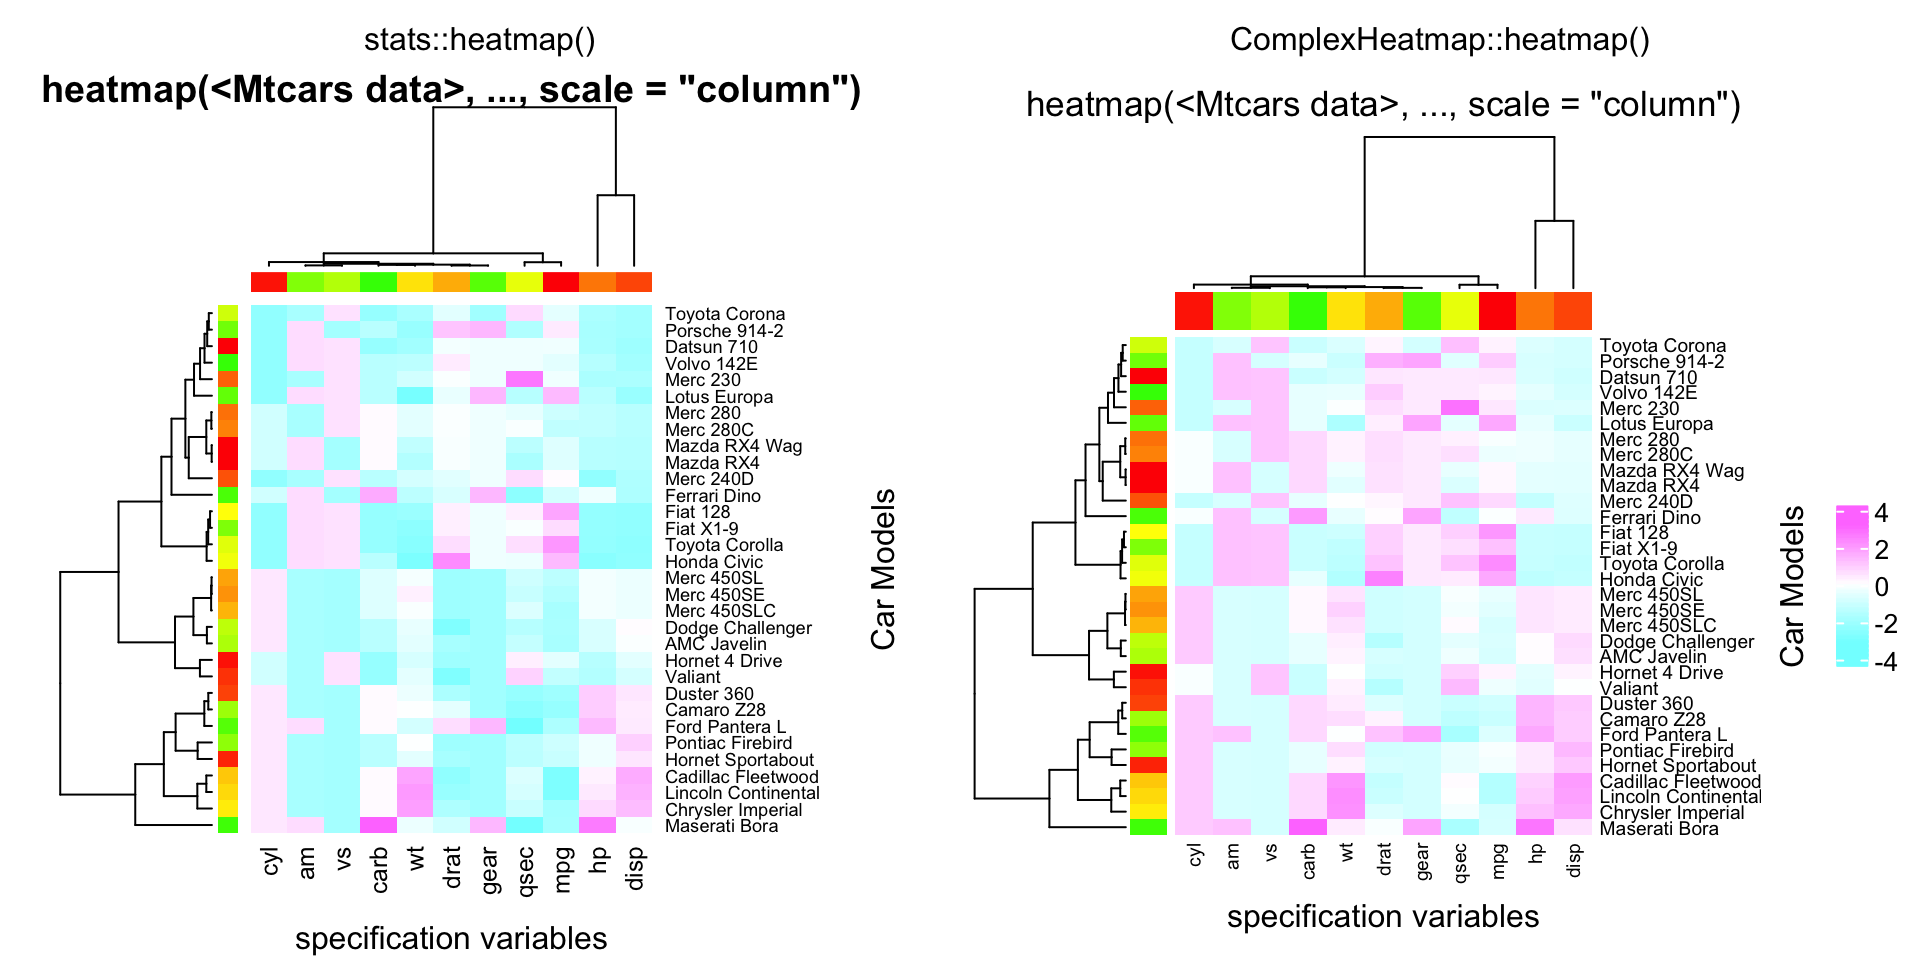 stats::heatmap()
heatmap(<Mtcars data>, ..., scale = "column")
Toyota Corona
Porsche 914-2
Datsun 710
Volvo 142E
Merc 230
Lotus Europa
Merc 280
Merc 280C
Mazda RX4 Wag
Mazda RX4
Merc 240D
Ferrari Dino
Fiat 128
Fiat X1-9
Toyota Corolla
Honda Civic
Merc 450SL
Merc 450SE
Merc 450SLC
Dodge Challenger
AMC Javelin
Hornet 4 Drive
Valiant
Duster 360
Camaro Z28
Ford Pantera L
Pontiac Firebird
Hornet Sportabout
Cadillac Fleetwood
Lincoln Continental
Chrysler Imperial
Maserati Bora
Car Models
cyl am vs carb wt drat gear qsec mpg hp disp
specification variables
ComplexHeatmap::heatmap()
heatmap(<Mtcars data>, ..., scale = "column")
Toyota Corona
Porsche 914-2
Datsun 710
Volvo 142E
Merc 230
Lotus Europa
Merc 280
Merc 280C
Mazda RX4 Wag
Mazda RX4
Merc 240D
Ferrari Dino
Fiat 128
Fiat X1-9
Toyota Corolla
Honda Civic
Merc 450SL
Merc 450SE
Merc 450SLC
Dodge Challenger
AMC Javelin
Hornet 4 Drive
Valiant
Duster 360
Camaro Z28
Ford Pantera L
Pontiac Firebird
Hornet Sportabout
Cadillac Fleetwood
Lincoln Continental
Chrysler Imperial
Maserati Bora
Car Models
4
2
0
-2
-4
cyl am vs carb wt drat gear qsec mpg hp disp
specification variables